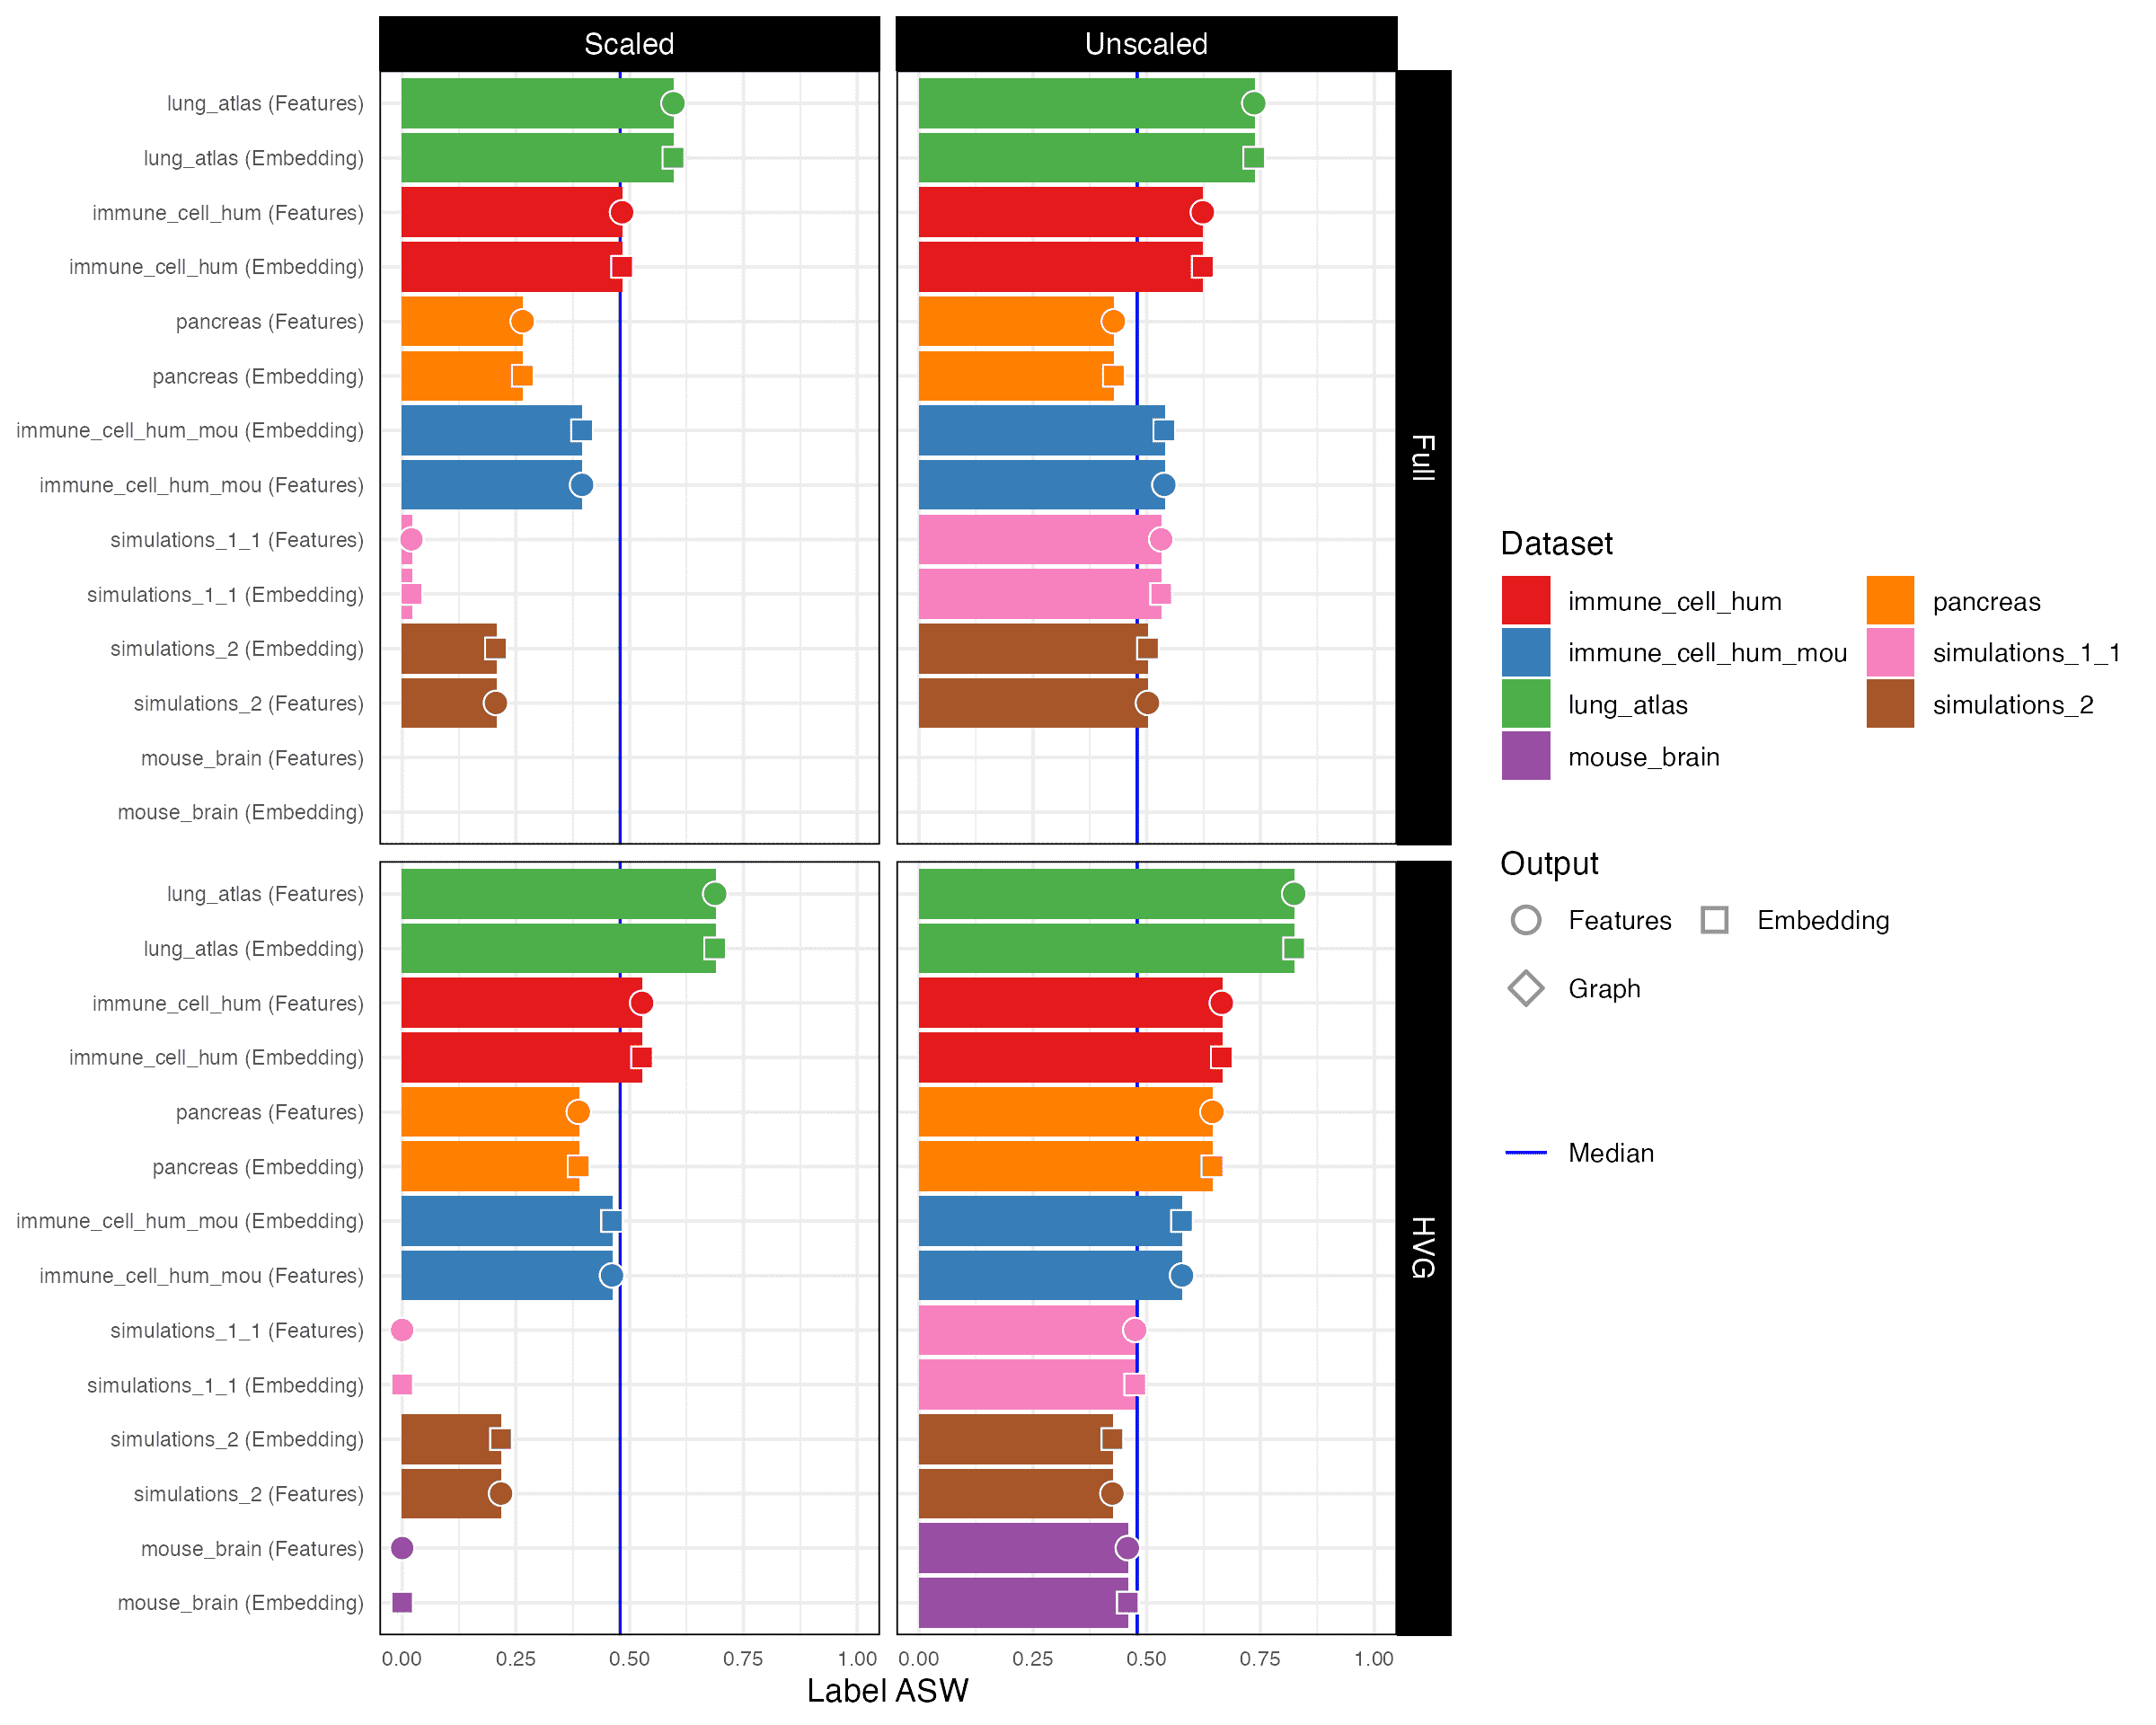 Scaled
Unscaled
lung_atlas (Features)
lung_atlas (Embedding)
immune_cell_hum (Features)
immune_cell_hum (Embedding)
pancreas (Features)
pancreas (Embedding)
immune_cell_hum_mou (Embedding)
immune_cell_hum_mou (Features)
simulations_1_1 (Features)
simulations_1_1 (Embedding)
simulations_2 (Embedding)
simulations_2 (Features)
mouse_brain (Features)
mouse_brain (Embedding)
Full
lung_atlas (Features)
lung_atlas (Embedding)
immune_cell_hum (Features)
immune_cell_hum (Embedding)
pancreas (Features)
pancreas (Embedding)
immune_cell_hum_mou (Embedding)
immune_cell_hum_mou (Features)
simulations_1_1 (Features)
simulations_1_1 (Embedding)
simulations_2 (Embedding)
simulations_2 (Features)
mouse_brain (Features)
mouse_brain (Embedding)
HVG
0.00 0.25 0.50 0.75 1.00 0.00 0.25 0.50 0.75 1.00
Label ASW
Dataset
immune_cell_hum pancreas
immune_cell_hum_mou simulations_1_1
lung_atlas simulations_2
mouse_brain
Output
Features Embedding
Graph
Median